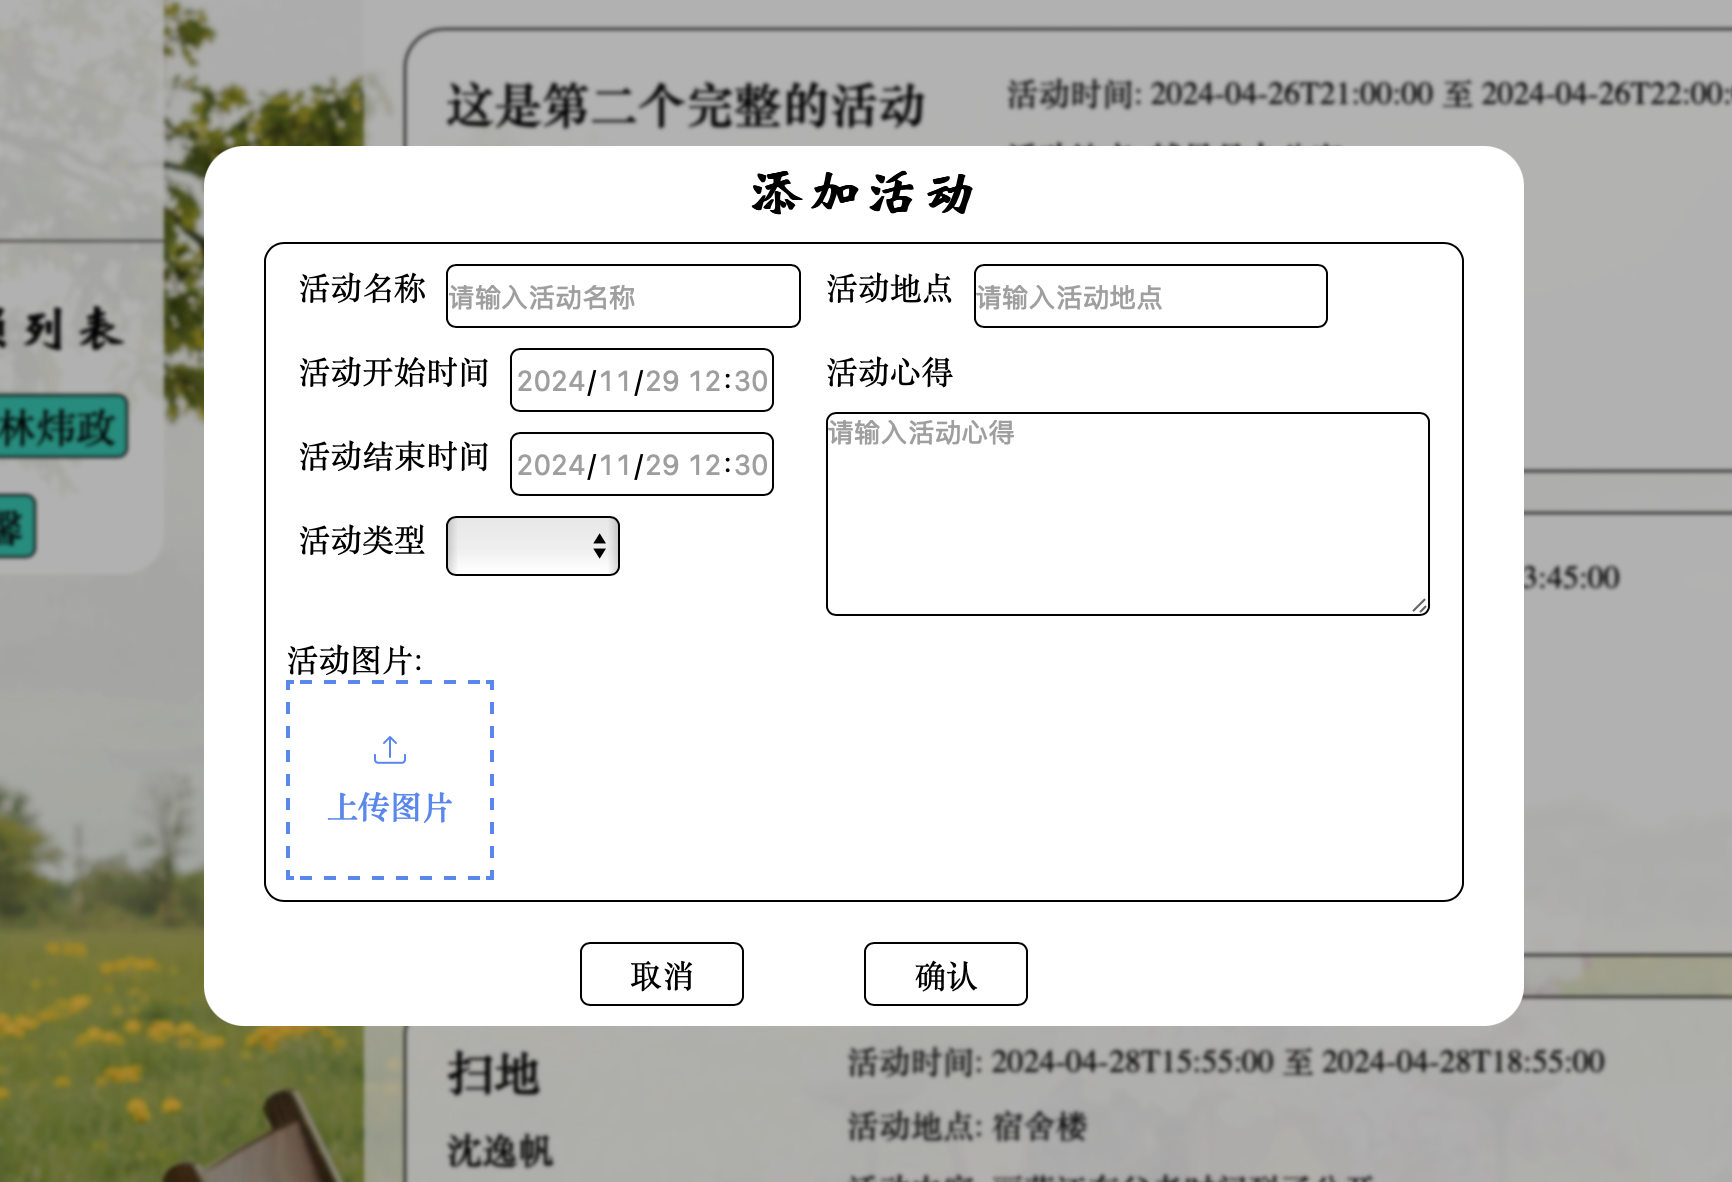 这是第二个完整的活动
活动时间: 2024-04-26T21:00:00 至 2024-04-26T22:00:
添加活动
活动名称 请输入活动名称
活动地点 请输入活动地点
活动开始时间 2024/11/29 12:30
活动心得
请输入活动心得
活动结束时间 2024/11/29 12:30
活动类型
活动图片:
上传图片
取消
确认
列表
林炜政
馨
3:45:00
扫地
活动时间: 2024-04-28T15:55:00 至 2024-04-28T18:55:00
活动地点: 宿舍楼
沈逸帆